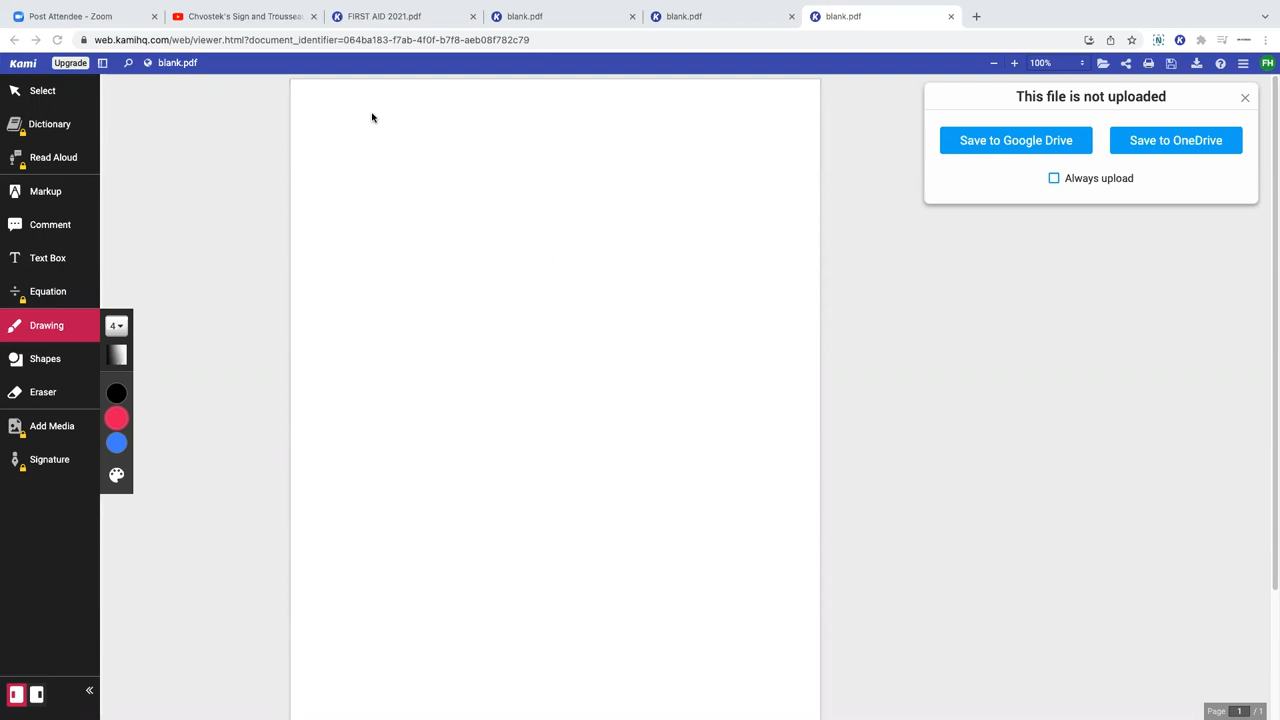 Post Attendee - Zoom
Chvostek's Sign and Trousseau
FIRST AID 2021.pdf
blank.pdf
blank.pdf
blank.pdf
web.kamihq.com/web/viewer.html?document_identifier=064ba183-f7ab-4f0f-b7f8-aeb08f782c79
Kami
Upgrade
blank.pdf
100%
FH
Select
Dictionary
Read Aloud
Markup
Comment
Text Box
Equation
Drawing
4
Shapes
Eraser
Add Media
Signature
This file is not uploaded
Save to Google Drive
Save to OneDrive
Always upload
Page 1 / 1